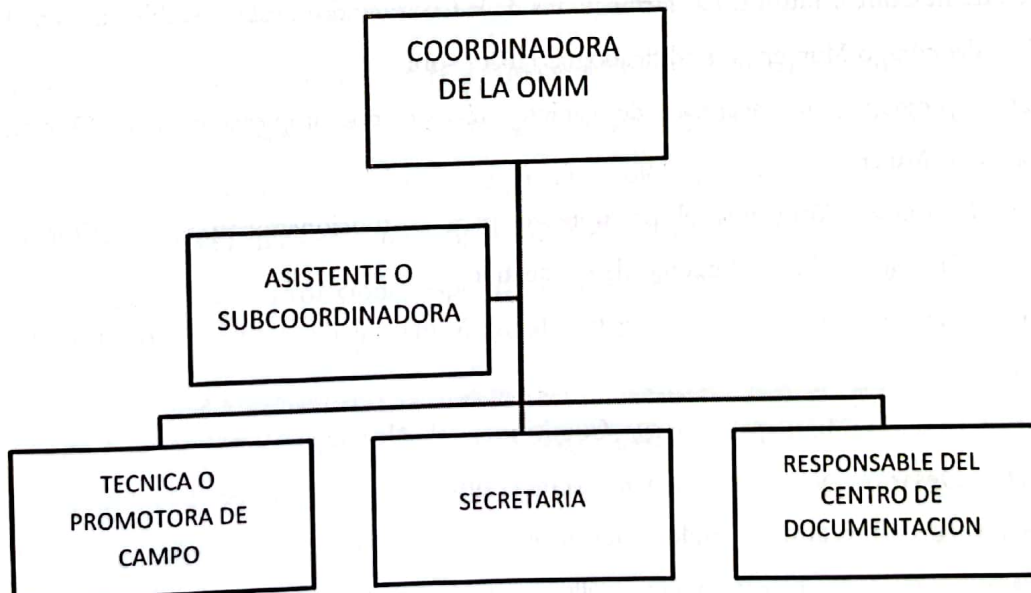 COORDINADORA
DE LA OMM
ASISTENTE O
SUBCOORDINADORA
TECNICA O
PROMOTORA DE
CAMPO
SECRETARIA
RESPONSABLE DEL
CENTRO DE
DOCUMENTACION